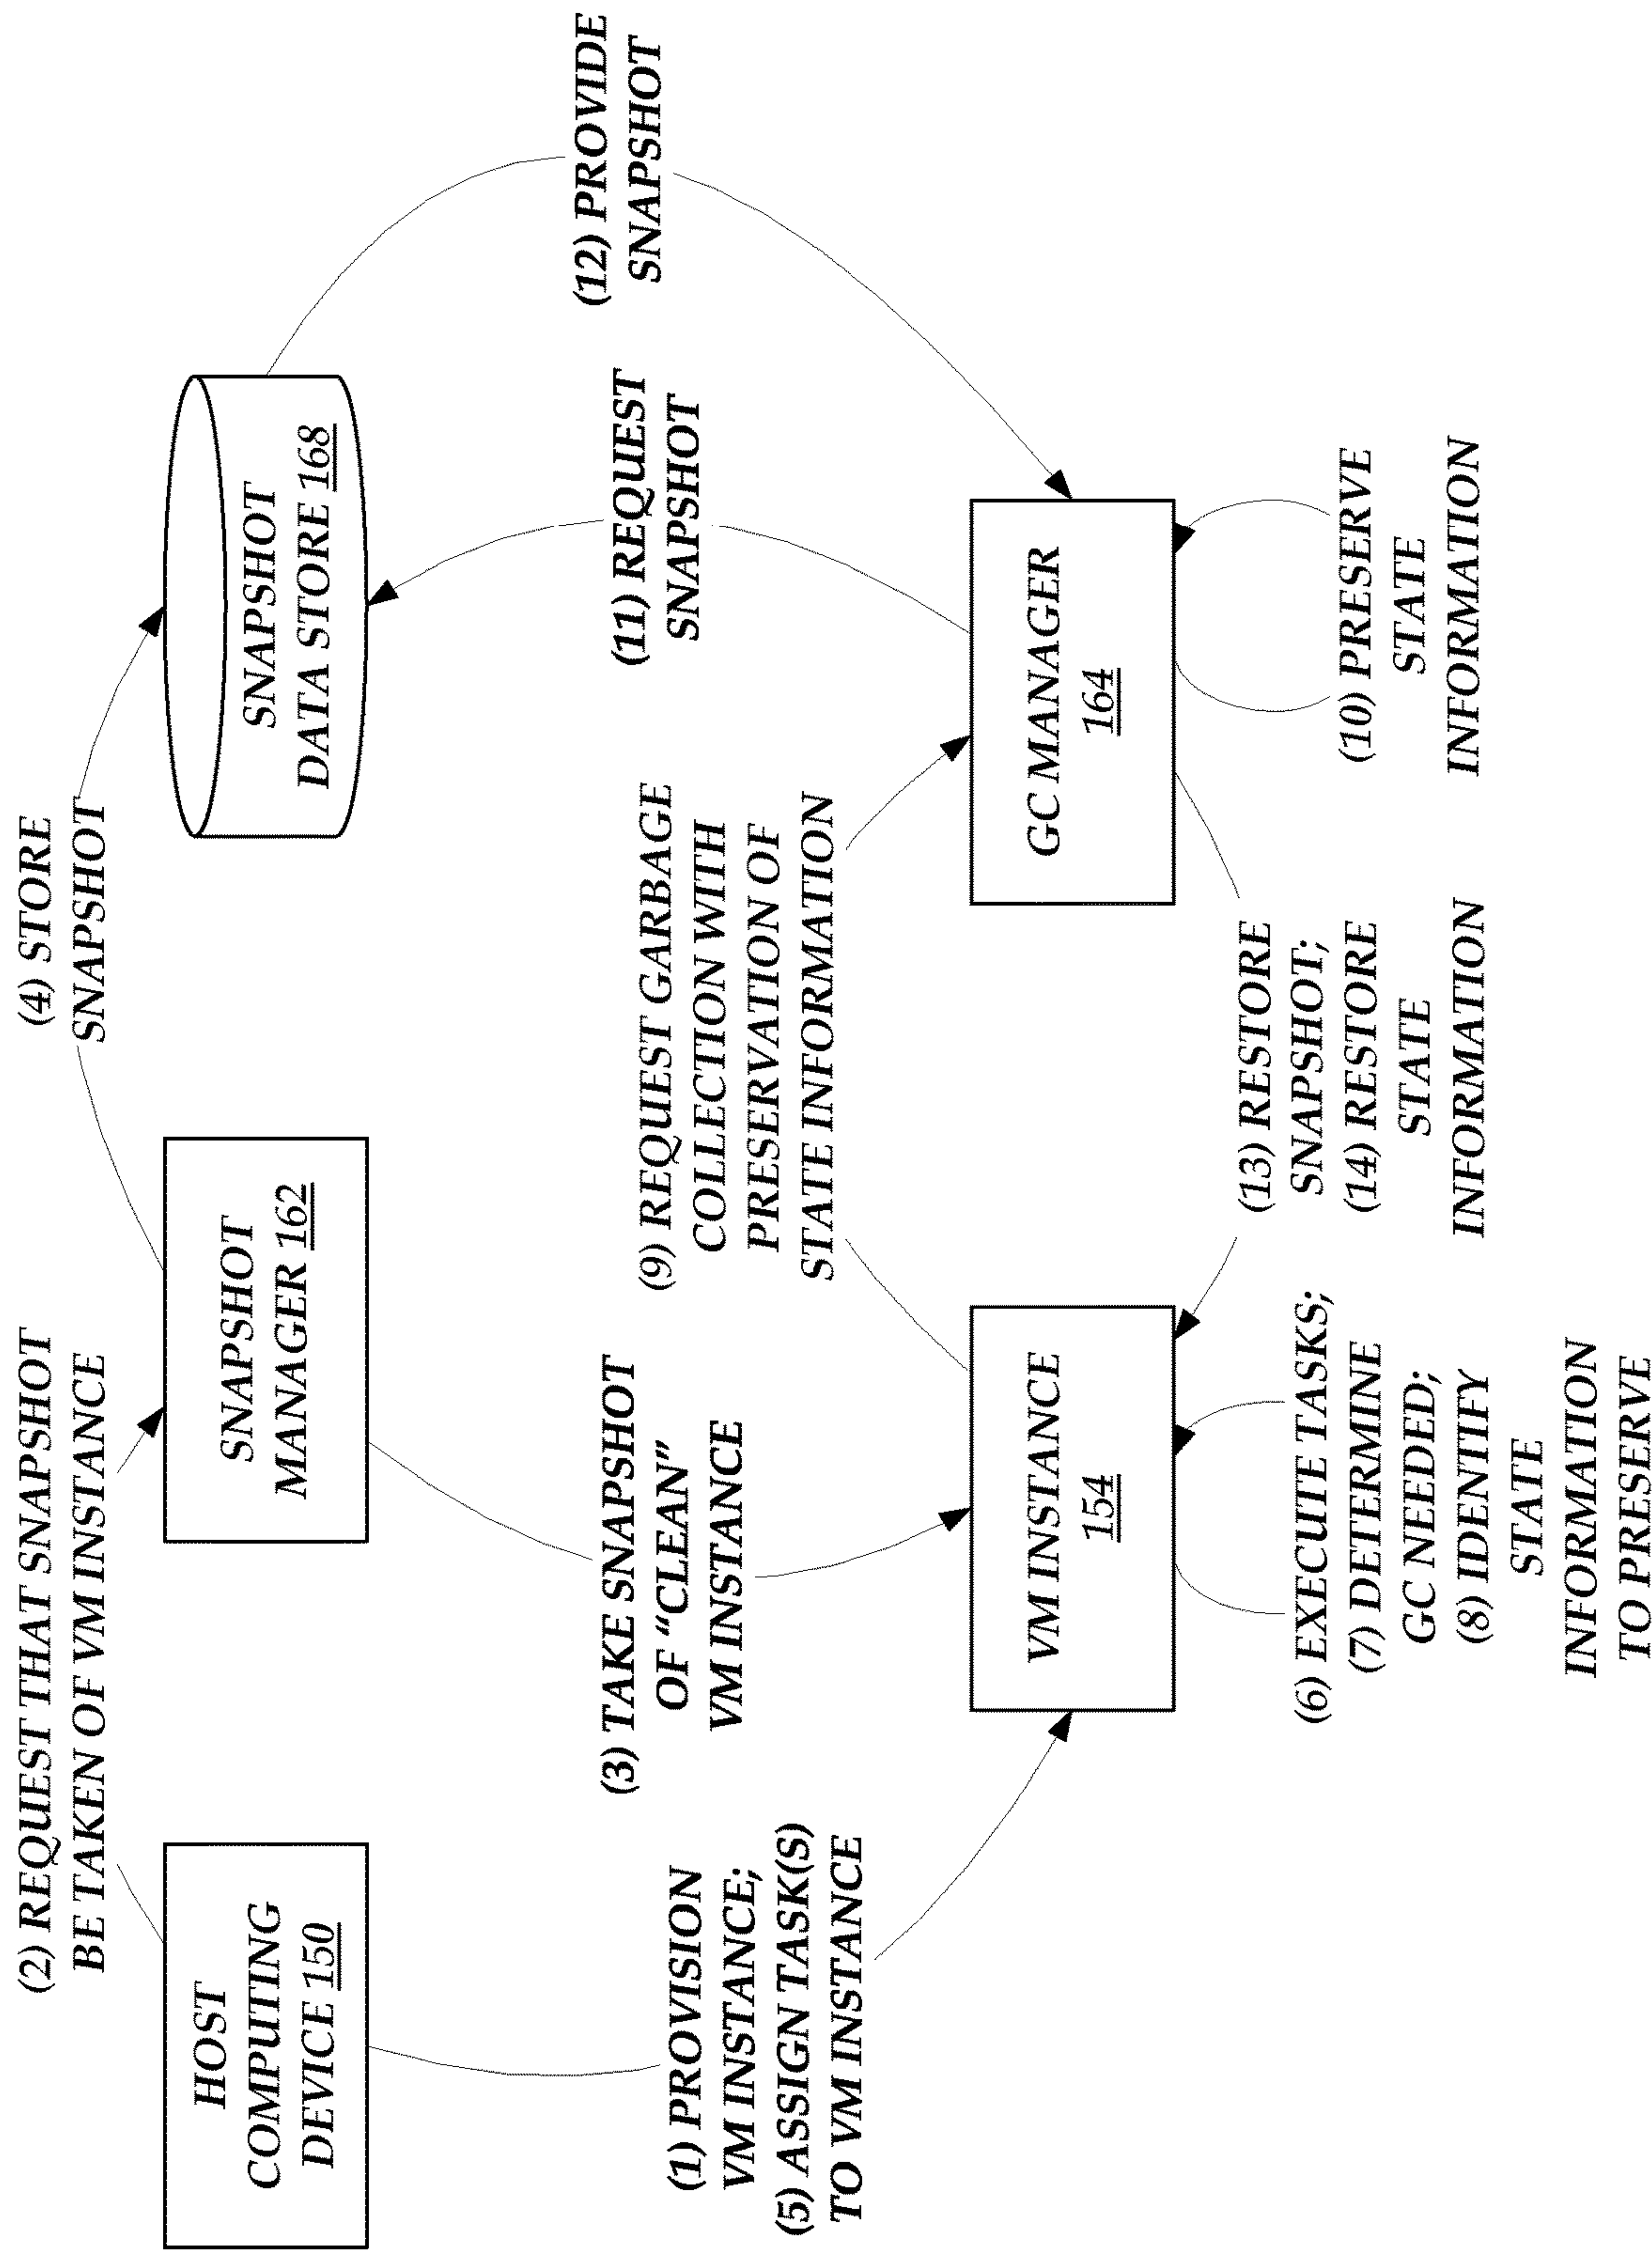 (2) REQUEST THAT SNAPSHOT
BE TAKEN OF VM INSTANCE
(4) STORE
SNAPSHOT
HOST
COMPUTING
DEVICE 150
SNAPSHOT
MANAGER 162
SNAPSHOT
DATA STORE 168
(1) PROVISION
VM INSTANCE;
(5) ASSIGN TASK(S)
TO VM INSTANCE
(3) TAKE SNAPSHOT
OF “CLEAN”
VM INSTANCE
(9) REQUEST GARBAGE
COLLECTION WITH
PRESERVATION OF
STATE INFORMATION
(11) REQUEST
SNAPSHOT
(12) PROVIDE
SNAPSHOT
VM INSTANCE
154
GC MANAGER
164
(6) EXECUTE TASKS;
(7) DETERMINE
GC NEEDED;
(8) IDENTIFY
STATE
INFORMATION
TO PRESERVE
(13) RESTORE
SNAPSHOT;
(14) RESTORE
STATE
INFORMATION
(10) PRESERVE
STATE
INFORMATION